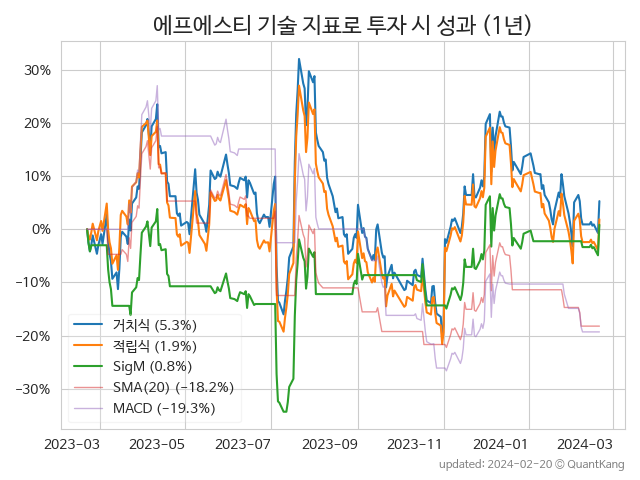 에프에스티 기술 지표로 투자 시 성과 (1년)
30%
20%
10%
0%
−10%
−20%
−30%
거치식 (5.3%)
적립식 (1.9%)
SigM (0.8%)
SMA(20) (−18.2%)
MACD (−19.3%)
2023-03 2023-05 2023-07 2023-09 2023-11 2024-01 2024-03
updated: 2024-02-20 © QuantKang